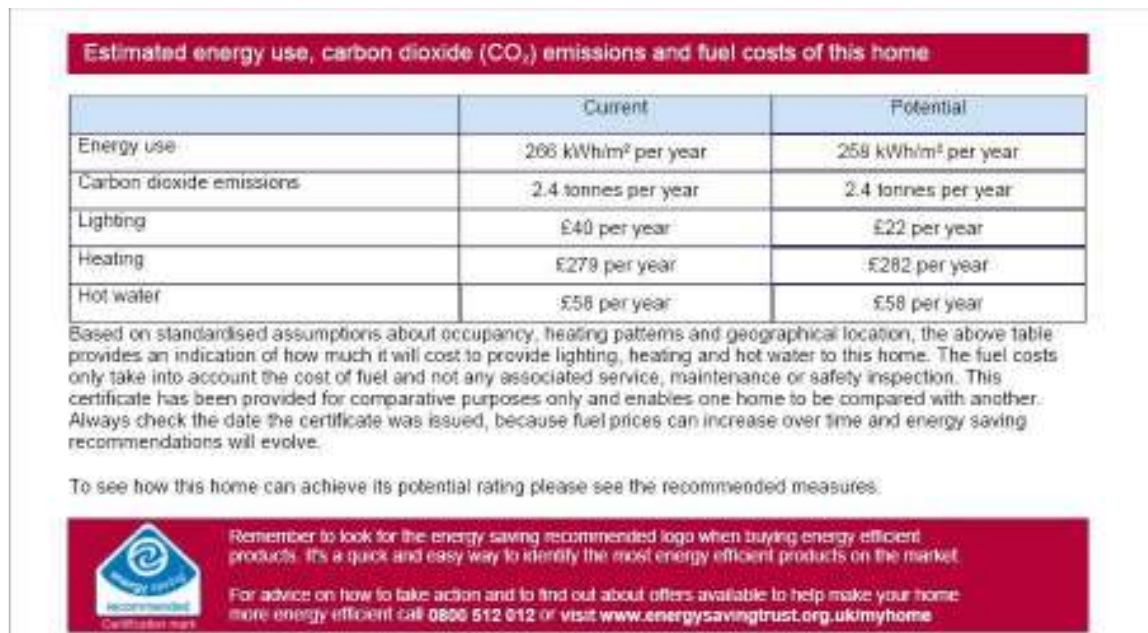 Estimated energy use, carbon dioxide (CO₂) emissions and fuel costs of this home
Current Potential
Energy use 266 kWh/m² per year 258 kWh/m² per year
Carbon dioxide emissions 2.4 tonnes per year 2.4 tonnes per year
Lighting £40 per year £22 per year
Heating £279 per year £282 per year
Hot water £58 per year £58 per year
Based on standardised assumptions about occupancy, heating patterns and geographical location, the above table
provides an indication of how much it will cost to provide lighting, heating and hot water to this home. The fuel costs
only take into account the cost of fuel and not any associated service, maintenance or safety inspection. This
certificate has been provided for comparative purposes only and enables one home to be compared with another.
Always check the date the certificate was issued, because fuel prices can increase over time and energy saving
recommendations will evolve.
To see how this home can achieve its potential rating please see the recommended measures.
Remember to look for the energy saving recommended logo when buying energy efficient
products. It's a quick and easy way to identify the most energy efficient products on the market
energy saving
recommended
Certification mark
For advice on how to take action and to find out about offers available to help make your home
more energy efficient call 0800 512 012 or visit www.energysavingtrust.org.uk/myhome